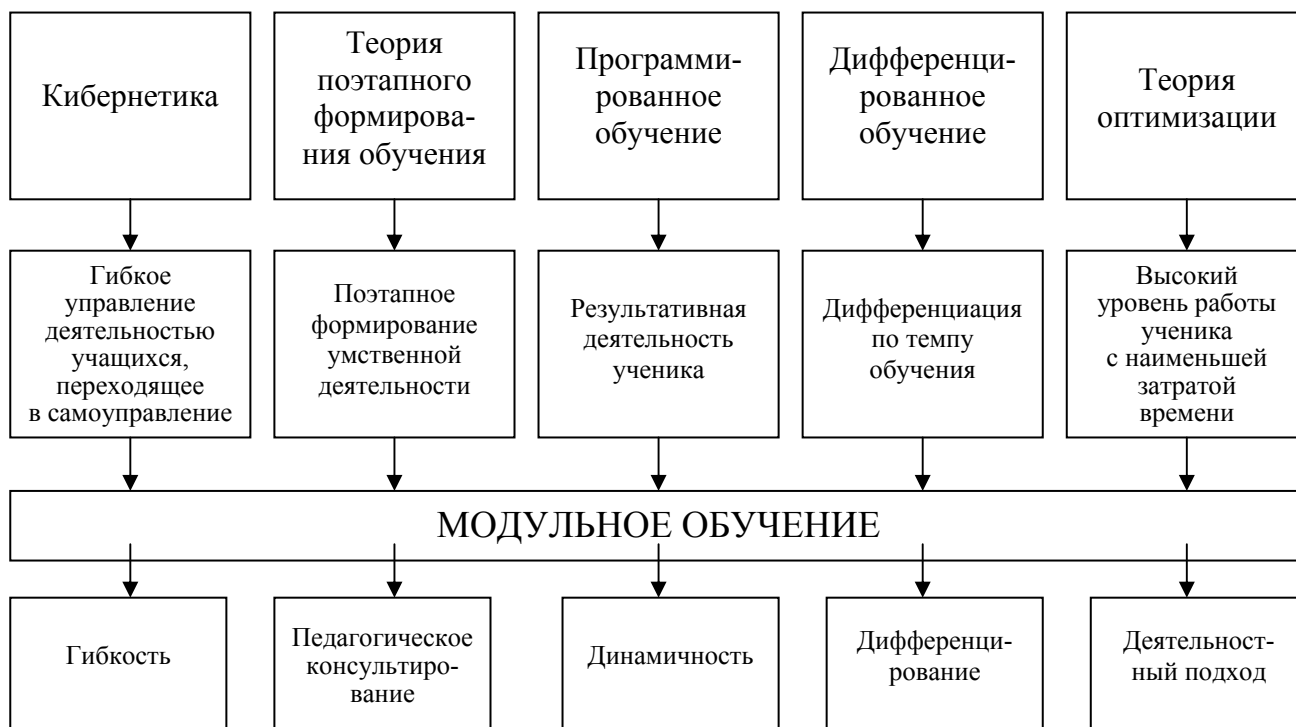 Кибернетика
Теория
поэтапного
формирова-
ния обучения
Программи-
рованное
обучение
Дифференци-
рованное
обучение
Теория
оптимизации
Гибкое
управление
деятельностью
учащихся,
переходящее
в самоуправление
Поэтапное
формирование
умственной
деятельности
Результативная
деятельность
ученика
Дифференциация
по темпу
обучения
Высокий
уровень работы
ученика
с наименьшей
затратой
времени
МОДУЛЬНОЕ ОБУЧЕНИЕ
Гибкость
Педагогическое
консультиро-
вание
Динамичность
Дифференци-
рование
Деятельност-
ный подход